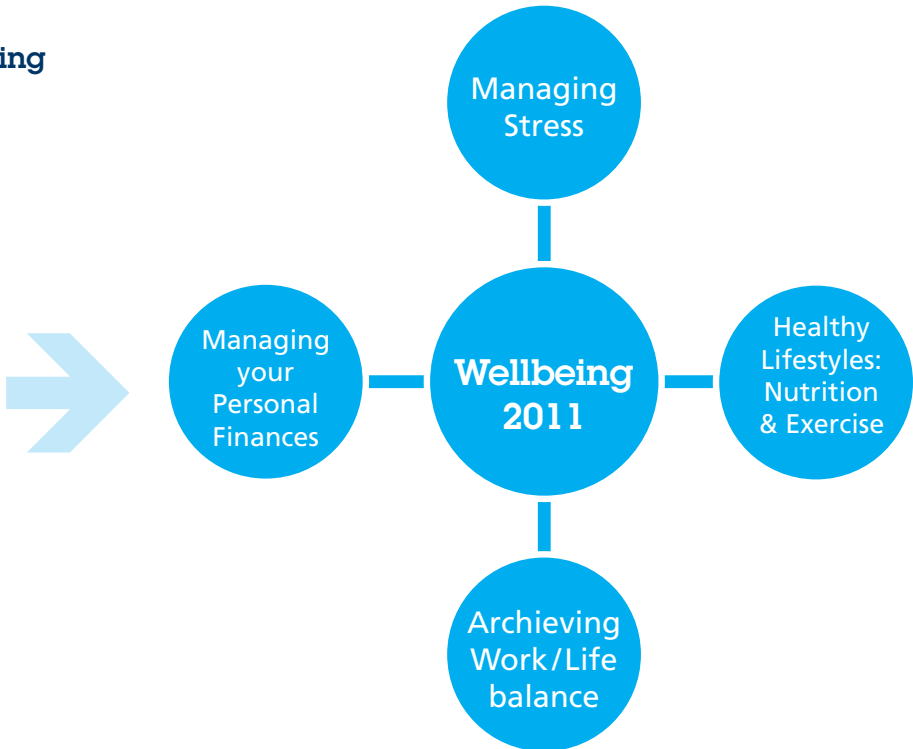 ing
Managing
Stress
Managing
your
Personal
Finances
Wellbeing
2011
Healthy
Lifestyles:
Nutrition
& Exercise
Archieving
Work/Life
balance